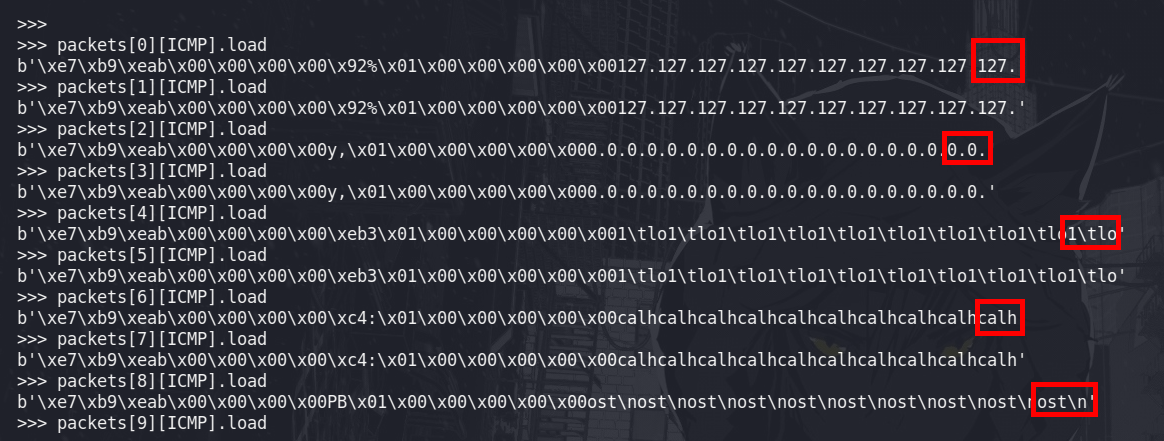 >>>
>>> packets[0][ICMP].load
b'\xe7\xb9\xeab\x00\x00\x00\x00\x92%\x01\x00\x00\x00\x00\x00127.127.127.127.127.127.127.127.127 127.
>>> packets[1][ICMP].load
b'\xe7\xb9\xeab\x00\x00\x00\x00\x92%\x01\x00\x00\x00\x00\x00127.127.127.127.127.127.127.127.127.127.'
>>> packets[2][ICMP].load
b'\xe7\xb9\xeab\x00\x00\x00\x00y,\x01\x00\x00\x00\x00\x000.0.0.0.0.0.0.0.0.0.0.0.0.0.0.0.0.0.0.0.
>>> packets[3][ICMP].load
b'\xe7\xb9\xeab\x00\x00\x00\x00y,\x01\x00\x00\x00\x00\x000.0.0.0.0.0.0.0.0.0.0.0.0.0.0.0.0.0.0.0.'
>>> packets[4][ICMP].load
b'\xe7\xb9\xeab\x00\x00\x00\x00\xeb3\x01\x00\x00\x00\x00\x001\tlo1\tlo1\tlo1\tlo1\tlo1\tlo1\tlo1\tlo1\tlo1\tlo'
>>> packets[5][ICMP].load
b'\xe7\xb9\xeab\x00\x00\x00\x00\xeb3\x01\x00\x00\x00\x00\x001\tlo1\tlo1\tlo1\tlo1\tlo1\tlo1\tlo1\tlo1\tlo1\tlo'
>>> packets[6][ICMP].load
b'\xe7\xb9\xeab\x00\x00\x00\x00\xc4:\x01\x00\x00\x00\x00\x00calhcalhcalhcalhcalhcalhcalhcalhcalhcalh
>>> packets[7][ICMP].load
b'\xe7\xb9\xeab\x00\x00\x00\x00\xc4:\x01\x00\x00\x00\x00\x00calhcalhcalhcalhcalhcalhcalhcalhcalhcalh'
>>> packets[8][ICMP].load
b'\xe7\xb9\xeab\x00\x00\x00\x00PB\x01\x00\x00\x00\x00\x00ost\nost\nost\nost\nost\nost\nost\nost\nost\nost\n'
>>> packets[9][ICMP].load